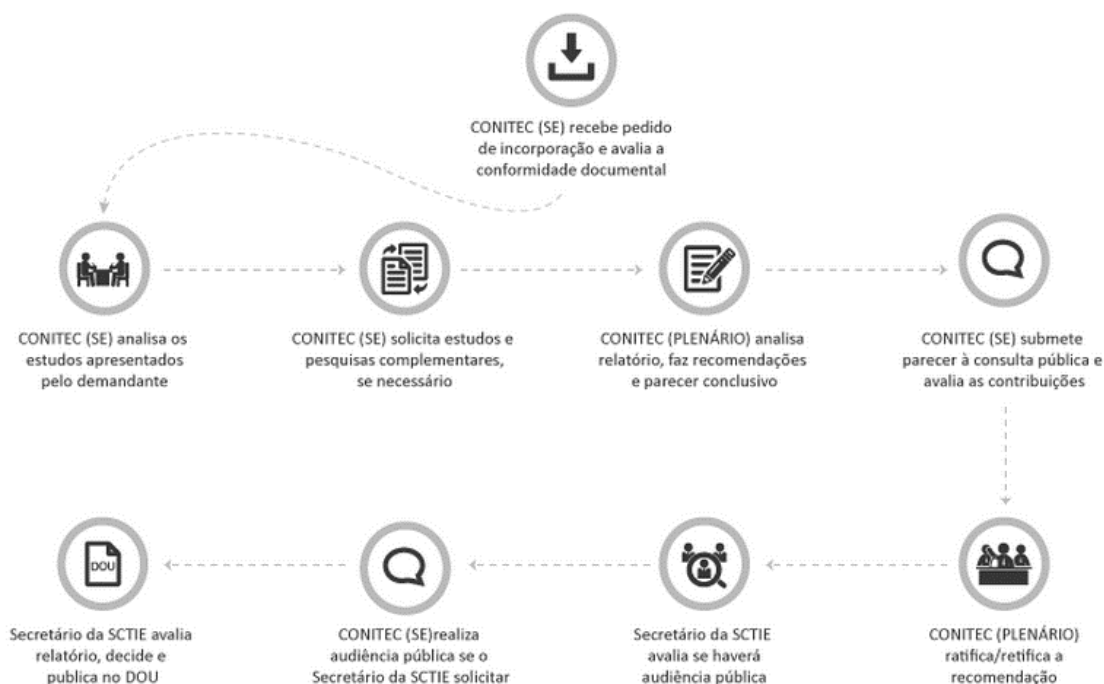 CONITEC (SE) recebe pedido
de incorporação e avalia a
conformidade documental
CONITEC (SE) analisa os
estudos apresentados
pelo demandante
CONITEC (SE) solicita estudos e
pesquisas complementares,
se necessário
CONITEC (PLENÁRIO) analisa
relatório, faz recomendações
e parecer conclusivo
CONITEC (SE) submete
parecer à consulta pública e
avalia as contribuições
CONITEC (PLENÁRIO)
ratifica/retifica a
recomendação
Secretário da SCTIE
avalia se haverá
audiência pública
CONITEC (SE)realiza
audiência pública se o
Secretário da SCTIE solicitar
DOU
Secretário da SCTIE avalia
relatório, decide e
publica no DOU